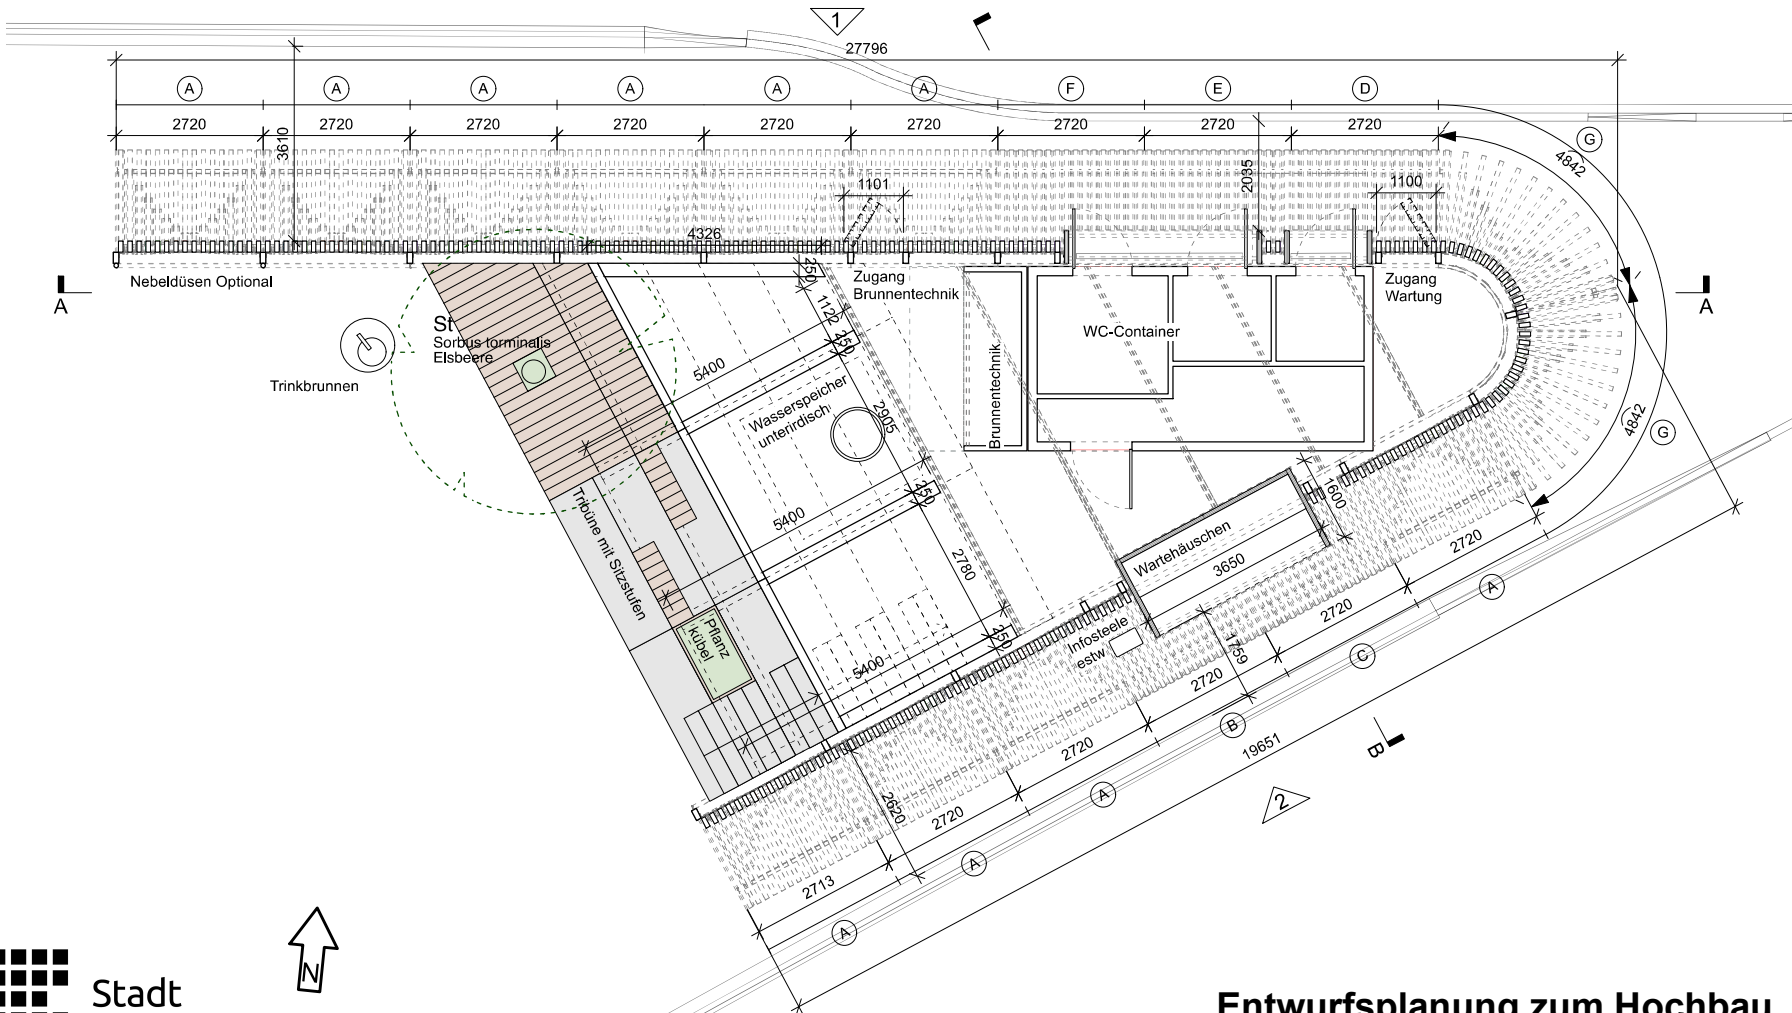 1
27796
A A A A A A F E D
2720 2720 2720 2720 2720 2720 2720 2720 2720
G
4842
3610
2035
1101
1100
4326
A
Nebeldüsen Optional
250
Zugang
Brunnentechnik
Zugang
Wartung
A
St
Sorbus torminalis
Elsbeere
Trinkbrunnen
1122
250
5400
WC-Container
Brunnentechnik
Wasserspeicher
unterirdisch
2905
4842
G
250
5400
1600
Tribüne mit Sitzstufen
2780
Wartehäuschen
3650
2720
A
2720
Pflanz
kübel
250
Infosteele
estw
1759
C
5400
2720
B
19651
B
2720
2
A
2620
2720
A
2713
A
N
Stadt
Entwurfsplanung zum Hochbau